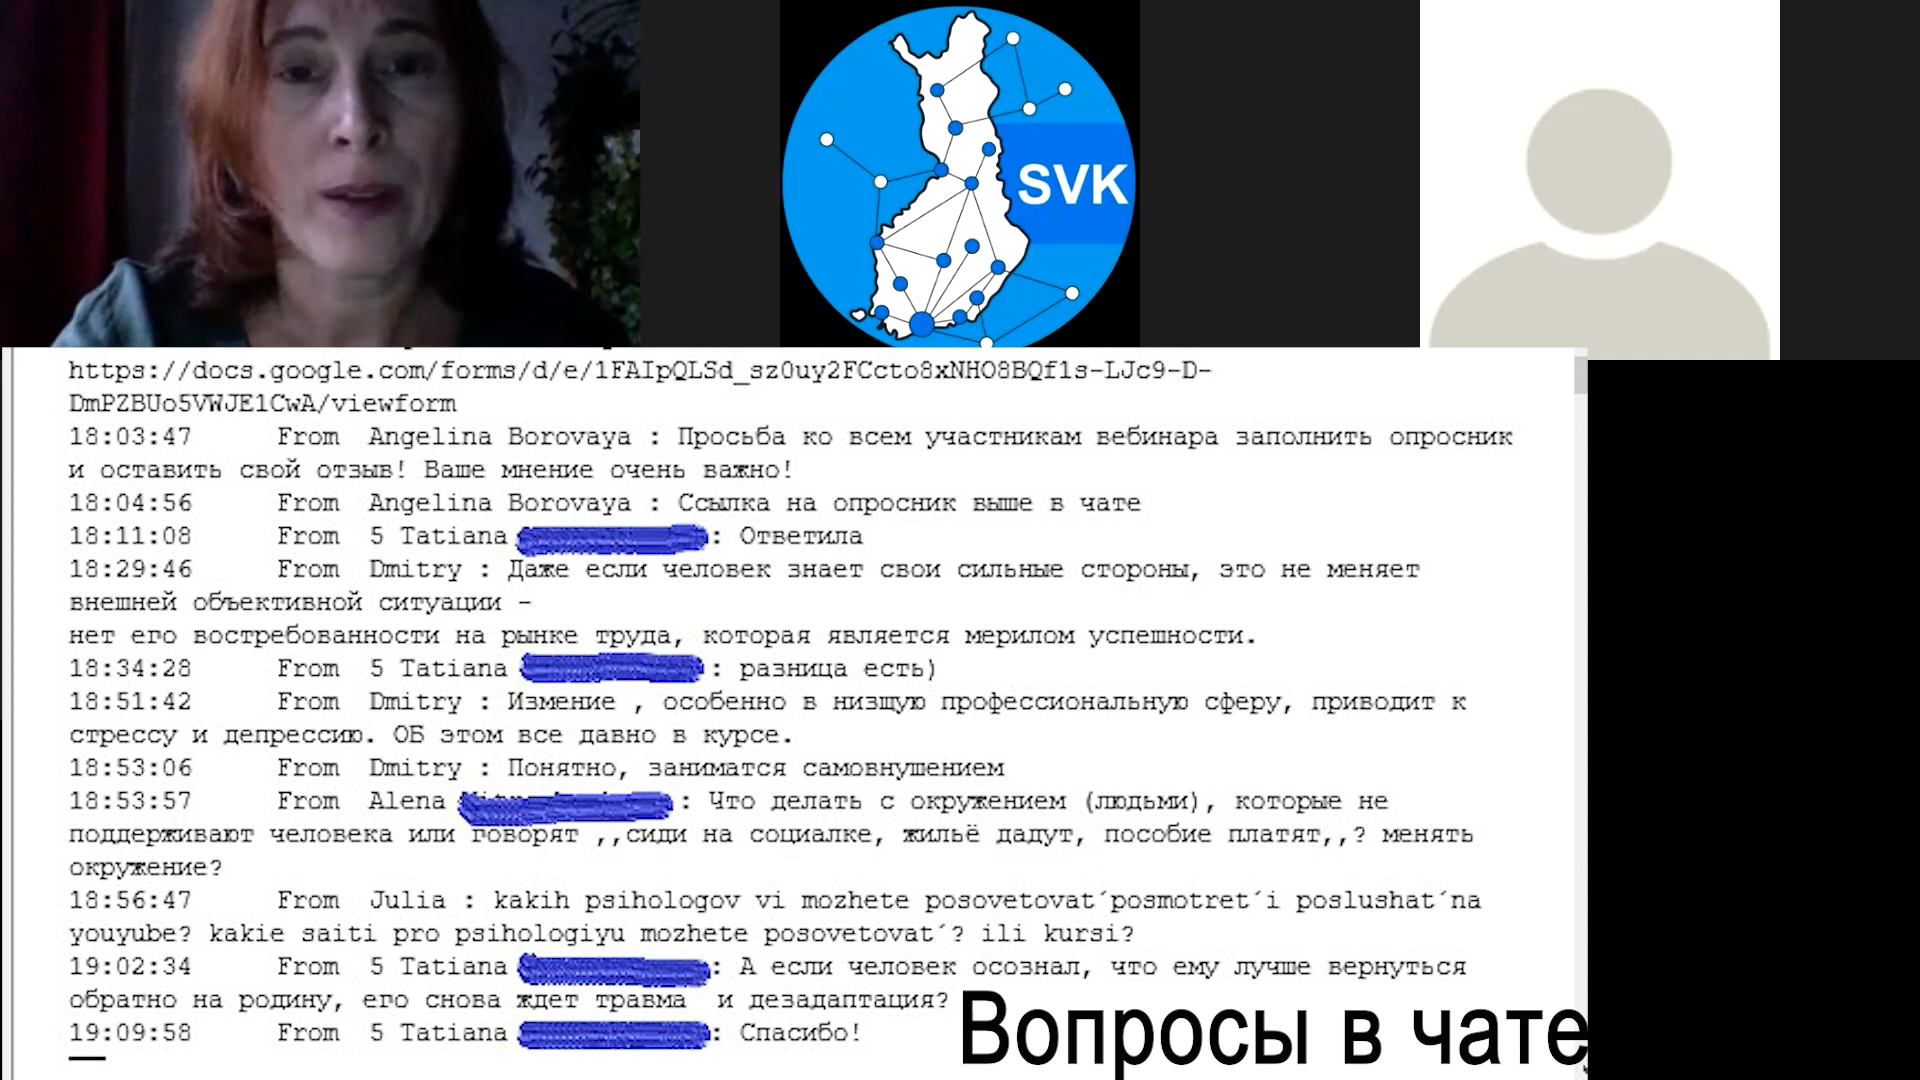 SVK
https://docs.google.com/forms/d/e/1FAIpQLSd_sz0uy2FCcto8xNHO8BQf1s-LJc9-D-
DmPZBUo5VWJE1CwA/viewform
18:03:47 From Angelina Borovaya : Просьба ко всем участникам вебинара заполнить опросник
и оставить свой отзыв! Ваше мнение очень важно!
18:04:56 From Angelina Borovaya : Ссылка на опросник выше в чате
18:11:08 From 5 Tatiana : Ответила
18:29:46 From Dmitry : Даже если человек знает свои сильные стороны, это не меняет
внешней объективной ситуации -
нет его востребованности на рынке труда, которая является мерилом успешности.
18:34:28 From 5 Tatiana : разница есть)
18:51:42 From Dmitry : Измение , особенно в низщую профессиональную сферу, приводит к
стрессу и депрессию. ОБ этом все давно в курсе.
18:53:06 From Dmitry : Понятно, заниматся самовнушением
18:53:57 From Alena : Что делать с окружением (людьми), которые не
поддерживают человека или говорят ,,сиди на социалке, жильё дадут, пособие платят,,? менять
окружение?
18:56:47 From Julia : kakih psihologov vi mozhete posovetovat´posmotret´i poslushat´na
youyube? kakie saiti pro psihologiyu mozhete posovetovat´? ili kursi?
19:02:34 From 5 Tatiana : А если человек осознал, что ему лучше вернуться
обратно на родину, его снова ждет травма и дезадаптация?
19:09:58 From 5 Tatiana : Спасибо!
Вопросы в чате